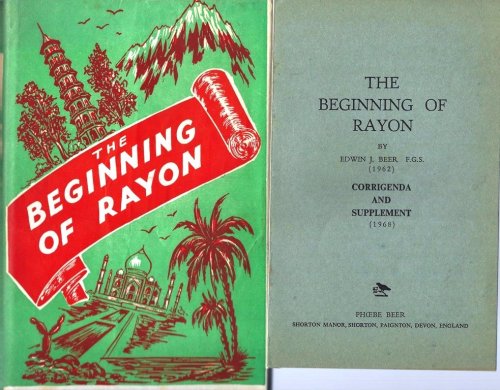 THE
BEGINNING
OF RAYON
THE
BEGINNING OF
RAYON
BY
EDWIN J. BEER, F.G.S.
(1962)
CORRIGENDA
AND
SUPPLEMENT
(1968)
PHŒBE BEER
SHORTON MANOR, SHORTON, PAIGNTON, DEVON, ENGLAND